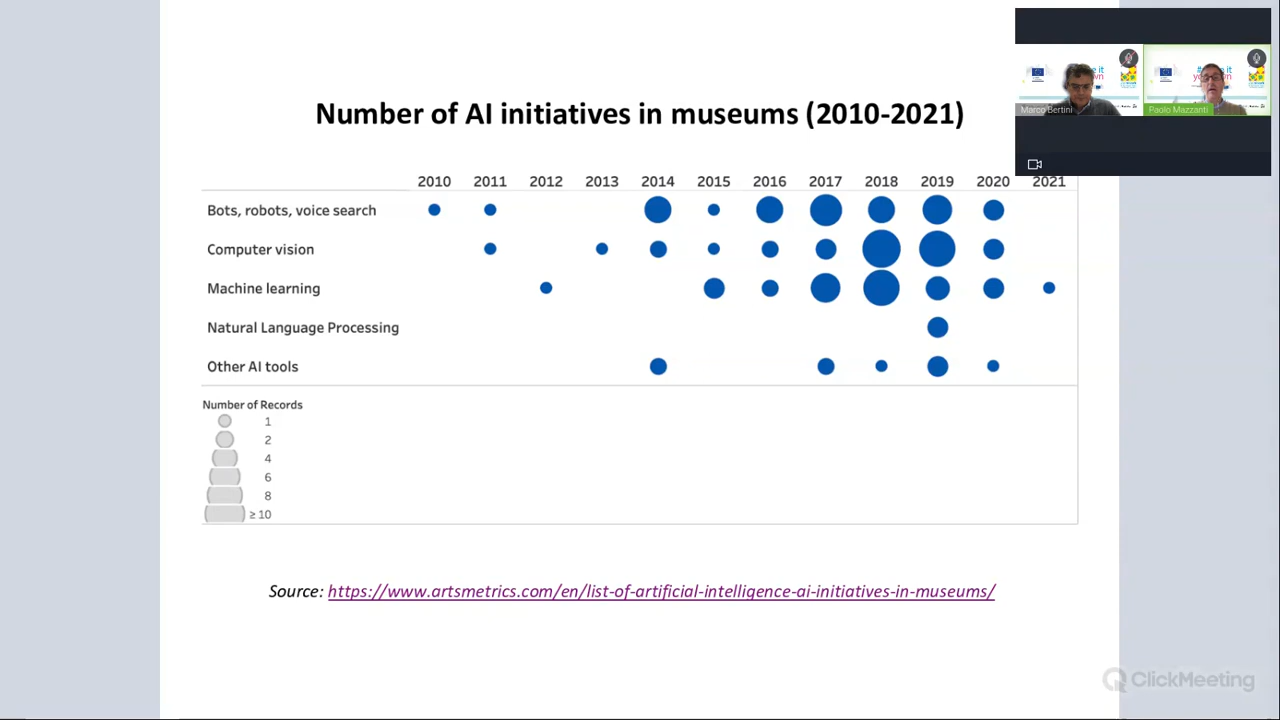 Number of AI initiatives in museums (2010-2021)
Marco Bertini
Paolo Mazzanti
2010 2011 2012 2013 2014 2015 2016 2017 2018 2019 2020 2021
Bots, robots, voice search
Computer vision
Machine learning
Natural Language Processing
Other AI tools
Number of Records
1
2
4
6
8
≥ 10
Source: https://www.artsmetrics.com/en/list-of-artificial-intelligence-ai-initiatives-in-museums/
ClickMeeting